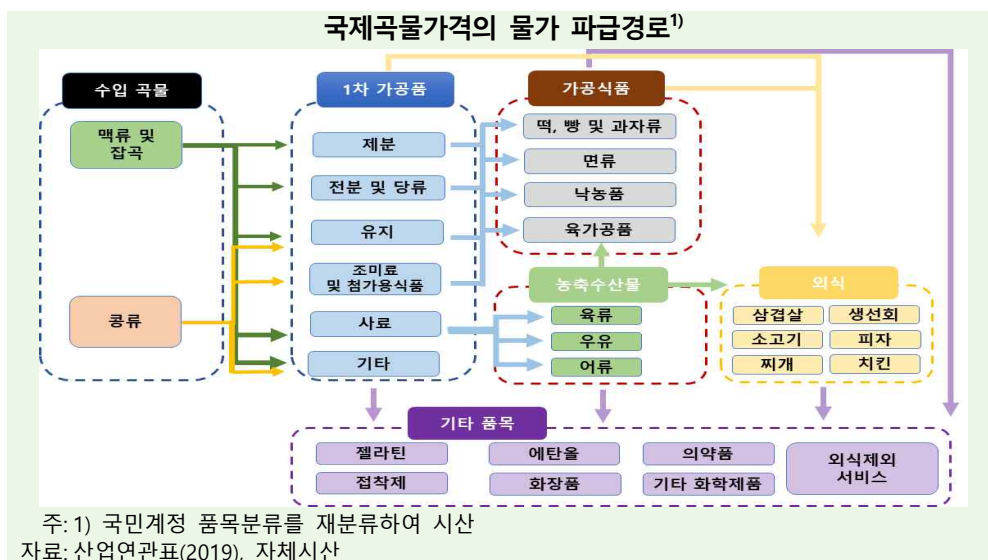 국제곡물가격의 물가 파급경로1)
수입 곡물
맥류 및
잡곡
콩류
1차 가공품
제분
전분 및 당류
유지
조미료
및 첨가용식품
사료
기타
가공식품
떡, 빵 및 과자류
면류
낙농품
육가공품
농축수산물
육류
우유
어류
외식
삼겹살
생선회
소고기
피자
찌개
치킨
기타 품목
젤라틴
에탄올
의약품
외식제외
서비스
접착제
화장품
기타 화학제품
주: 1) 국민계정 품목분류를 재분류하여 시산
자료: 산업연관표(2019), 자체시산